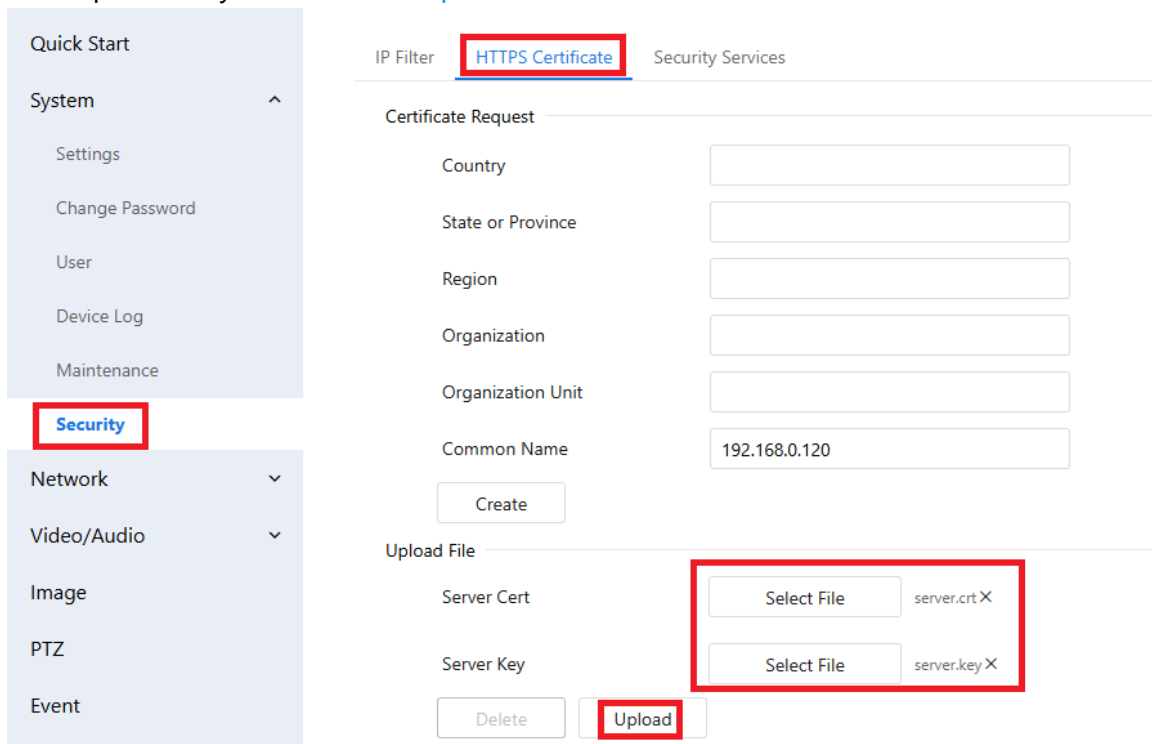 Quick Start
System
Settings
Change Password
User
Device Log
Maintenance
Security
Network
Video/Audio
Image
PTZ
Event
IP Filter HTTPS Certificate Security Services
Certificate Request
Country
State or Province
Region
Organization
Organization Unit
Common Name 192.168.0.120
Create
Upload File
Server Cert Select File server.crt
Server Key Select File server.key
Delete Upload